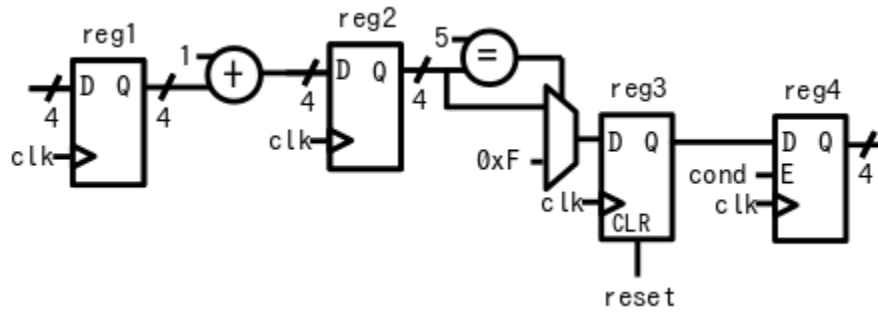 reg1
1
+
D Q
4
4
clk
reg2
4
D Q
4
clk
5
=
0xF
reg3
D Q
clk
CLR
reset
reg4
D Q
cond
E
clk
4